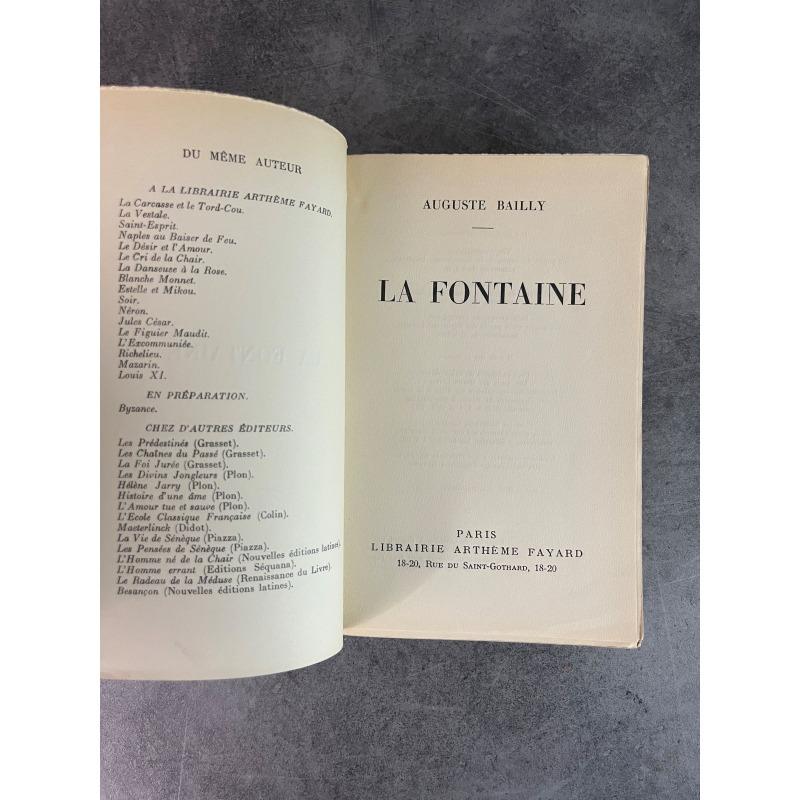 DU MÊME AUTEUR
A LA LIBRAIRIE ARTHÈME FAYARD.
La Carcasse et le Tord-Cou.
La Vestale.
Saint-Esprit.
Naples au Baiser de Feu.
Le Désir et l'Amour.
Le Cri de la Chair.
La Danseuse à la Rose.
Blanche Monnet.
Estelle et Mikou.
Soir.
Néron.
Jules César.
Le Figuier Maudit.
L'Excommuniée.
Richelieu.
Mazarin.
Louis XI.
EN PRÉPARATION.
Byzance.
CHEZ D'AUTRES ÉDITEURS.
Les Prédestinés (Grasset).
Les Chaînes du Passé (Grasset).
La Foi Jurée (Grasset).
Les Divins Jongleurs (Plon).
Hélène Jarry (Plon).
Histoire d'une âme (Plon).
L'Amour tue et sauve (Plon).
L'Ecole Classique Française (Colin).
Maeterlinck (Didot).
La Vie de Sénèque (Piazza).
Les Pensées de Sénèque (Piazza).
L'Homme né de la Chair (Nouvelles éditions latines).
L'Homme errant (Editions Séquana).
Le Radeau de la Méduse (Renaissance du Livre).
Besançon (Nouvelles éditions latines).
AUGUSTE BAILLY
LA FONTAINE
PARIS
LIBRAIRIE ARTHÈME FAYARD
18-20, RUE DU SAINT-GOTHARD, 18-20